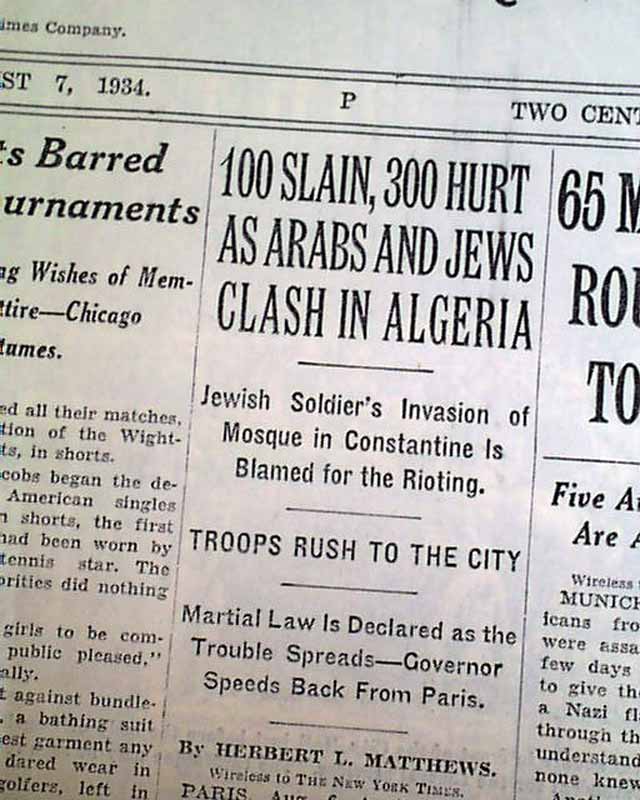 imes Company.
ST 7, 1934.
P
TWO CENT
ts Barred
urnaments
ng Wishes of Mem-
ttire—Chicago
tumes.
ed all their matches,
tion of the Wight-
ts, in shorts.
cobs began the de-
American singles
n shorts, the first
had been worn by
tennis star. The
orities did nothing
girls to be com-
public pleased,"
ally.
t against bundle-
. a bathing suit
est garment any
dared wear in
golfers, left in
100 SLAIN, 300 HURT
AS ARABS AND JEWS
CLASH IN ALGERIA
Jewish Soldier's Invasion of
Mosque in Constantine Is
Blamed for the Rioting.
TROOPS RUSH TO THE CITY
Martial Law Is Declared as the
Trouble Spreads—Governor
Speeds Back From Paris.
By HERBERT L. MATTHEWS.
Wireless to THE NEW YORK TIMES.
PARIS, Aug. 6
65 M
ROU
TO
Five A
Are A
Wireless
MUNICH
icans fro
were assa
few days
to give the
a Nazi fl
through th
understand
none knew